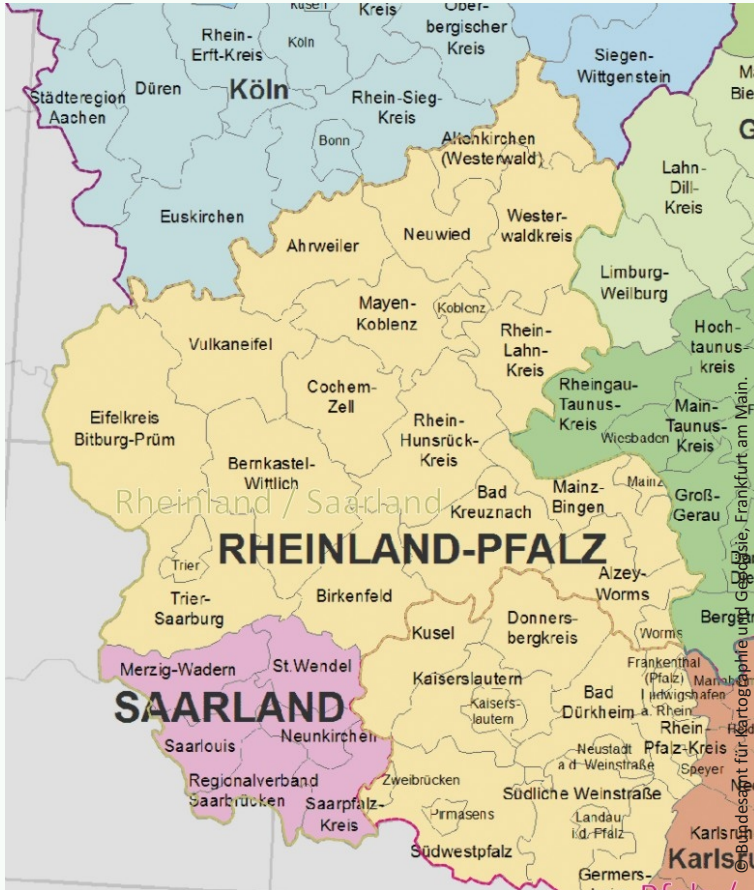 Kreis
Ober-
bergischer
Kreis
Rhein-
Erft-Kreis
Köln
Siegen-
Wittgenstein
Düren
Köln
Städteregion
Aachen
Rhein-Sieg-
Kreis
Bonn
Altenkirchen
(Westerwald)
Lahn-
Dill-
Kreis
Euskirchen
Wester-
waldkreis
Ahrweiler
Neuwied
Limburg-
Weilburg
Mayen-
Koblenz
Koblenz
Hoch-
taunus-
kreis
Vulkaneifel
Rhein-
Lahn-
Kreis
Cochem-
Zell
Rheingau-
Taunus-
Kreis
Main-
Taunus-
Kreis
Eifelkreis
Bitburg-Prüm
Rhein-
Hunsrück-
Kreis
Wiesbaden
Bernkastel-
Wittlich
Mainz-
Bingen
Mainz
Rheinland / Saarland
Bad
Kreuznach
Groß-
Gerau
RHEINLAND-PFALZ
Trier
Alzey-
Worms
Trier-
Saarburg
Birkenfeld
Donners-
bergkreis
Kusel
Worms
Merzig-Wadern
St.Wendel
Kaiserslautern
Frankenthal
(Pfalz)
Ludwigshafen
a. Rhein
SAARLAND
Kaisers-
lautern
Bad
Dürkheim
Neunkirchen
Saarlouis
Rhein-
Pfalz-Kreis
Neustadt
a.d. Weinstraße
Speyer
Regionalverband
Saarbrücken
Zweibrücken
Südliche Weinstraße
Saarpfalz-
Kreis
Pirmasens
Landau
i.d. Pfalz
Südwestpfalz
Germers-
© Bundesamt für Kartographie und Geodäsie, Frankfurt am Main.